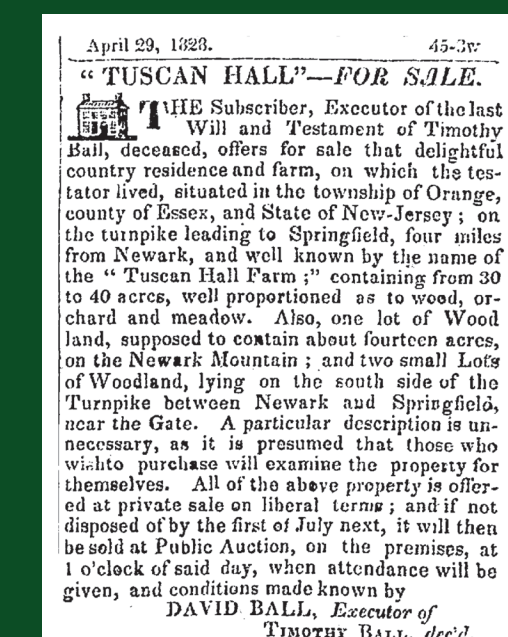 April 29, 1828. 45-3w
“ TUSCAN HALL”—FOR SALE.
THE Subscriber, Executor of the last
Will and Testament of Timothy
Ball, deceased, offers for sale that delightful
country residence and farm, on which the tes-
tator lived, situated in the township of Orange,
county of Essex, and State of New-Jersey ; on
the turnpike leading to Springfield, four miles
from Newark, and well known by the name of
the “ Tuscan Hall Farm ;” containing from 30
to 40 acres, well proportioned as to wood, or-
chard and meadow. Also, one lot of Wood
land, supposed to contain about fourteen acres,
on the Newark Mountain ; and two small Lots
of Woodland, lying on the south side of the
Turnpike between Newark and Springfield,
near the Gate. A particular description is un-
necessary, as it is presumed that those who
wish to purchase will examine the property for
themselves. All of the above property is offer-
ed at private sale on liberal terms ; and if not
disposed of by the first of July next, it will then
be sold at Public Auction, on the premises, at
1 o'clock of said day, when attendance will be
given, and conditions made known by
DAVID BALL, Executor of
TIMOTHY BALL, dec'd